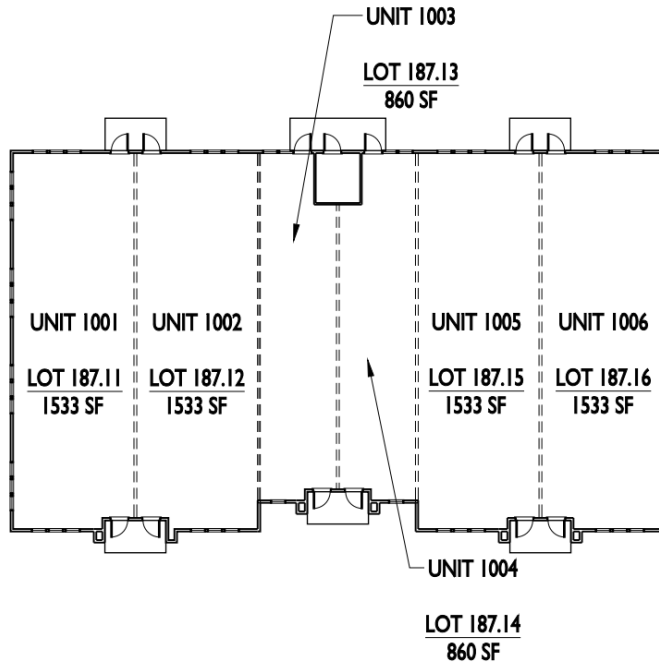 UNIT 1003
LOT 187.13
860 SF
UNIT 1001
LOT 187.11
1533 SF
UNIT 1002
LOT 187.12
1533 SF
UNIT 1005
LOT 187.15
1533 SF
UNIT 1006
LOT 187.16
1533 SF
UNIT 1004
LOT 187.14
860 SF